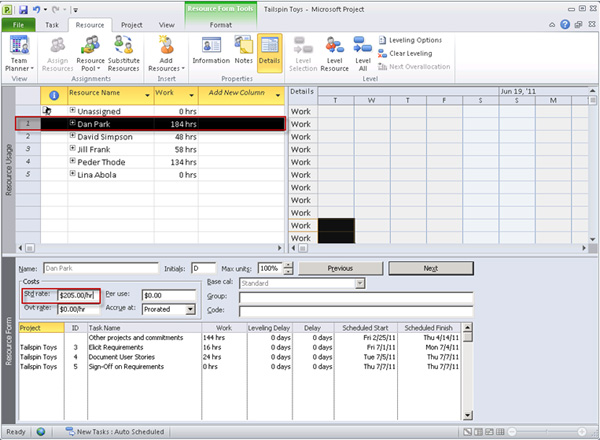 Resource Form Tools
Tailspin Toys - Microsoft Project
File Task Resource Project View Format
Team Planner
Assign Resources
Resource Pool
Substitute Resources
Add Resources
Information
Notes
Details
Level Selection
Level Resource
Level All
Leveling Options
Clear Leveling
Next Overallocation
View Assignments Insert Properties Level
Resource Name Work Add New Column Details Jun 19, '11
T W T F S S M
Unassigned 0 hrs Work
1 Dan Park 184 hrs Work
2 David Simpson 48 hrs Work
3 Jill Frank 58 hrs Work
4 Peder Thode 134 hrs Work
5 Lina Abola 0 hrs Work
Work
Work
Work
Work
Work
Resource Usage
Name: Dan Park Initials: D Max units: 100% Previous Next
Costs
Std rate: $205.00/hr Per use: $0.00
Ovt rate: $0.00/hr Accrue at: Prorated
Base cal: Standard
Group:
Code:
Project ID Task Name Work Leveling Delay Delay Scheduled Start Scheduled Finish
Other projects and commitments 144 hrs 0 days 0 days Fri 2/25/11 Thu 4/14/11
Tailspin Toys 3 Elicit Requirements 16 hrs 0 days 0 days Fri 7/1/11 Mon 7/4/11
Tailspin Toys 4 Document User Stories 24 hrs 0 days 0 days Tue 7/5/11 Thu 7/7/11
Tailspin Toys 5 Sign-Off on Requirements 0 hrs 0 days 0 days Thu 7/7/11 Thu 7/7/11
Resource Form
Ready New Tasks : Auto Scheduled